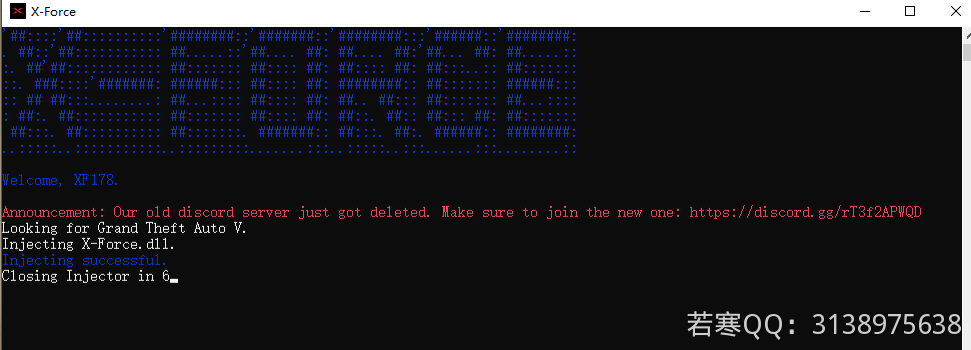 X-Force
X-FORCE
Welcome, XF178.
Announcement: Our old discord server just got deleted. Make sure to join the new one: https://discord.gg/rT3f2APWQD
Looking for Grand Theft Auto V.
Injecting X-Force.dll.
Injecting successful.
Closing Injector in 6
若寒QQ：3138975638